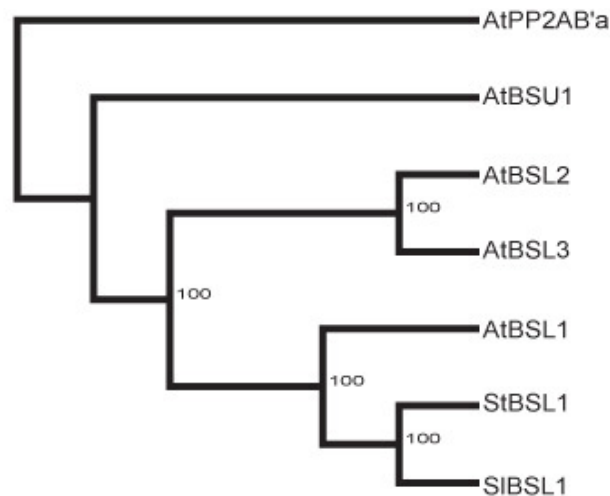 AtPP2AB'a
AtBSU1
AtBSL2
100
AtBSL3
100
AtBSL1
100
StBSL1
100
SlBSL1